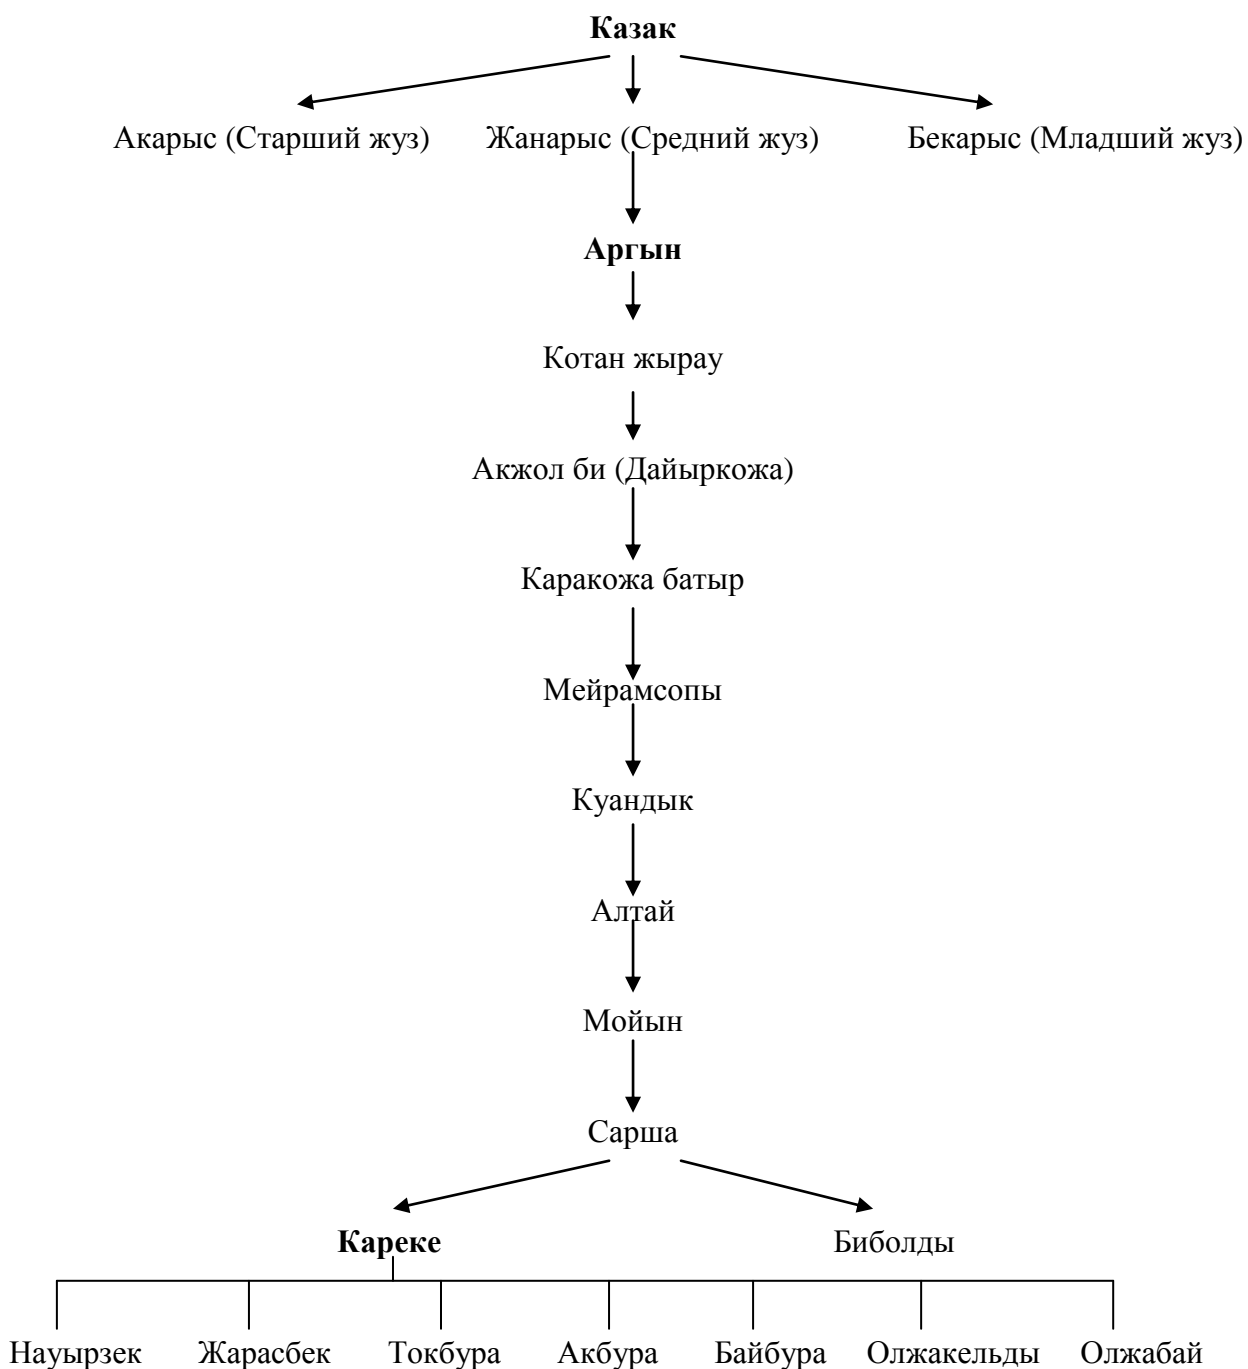 Казак
Акарыс (Старший жуз) Жанарыс (Средний жуз) Бекарыс (Младший жуз)
Аргын
Котан жырау
Акжол би (Дайыркожа)
Каракожа батыр
Мейрамсопы
Куандык
Алтай
Мойын
Сарша
Кареке Биболды
Науырзек Жарасбек Токбура Акбура Байбура Олжакельды Олжабай